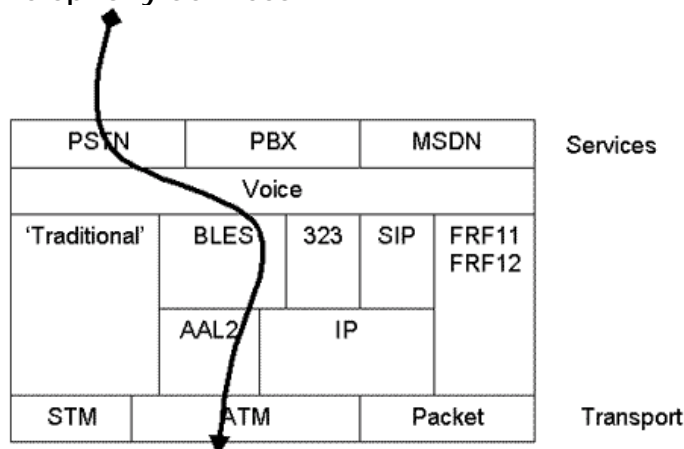 PSTN PBX MSDN Services
Voice
'Traditional' BLES 323 SIP FRF11
FRF12
AAL2 IP
STM ATM Packet Transport